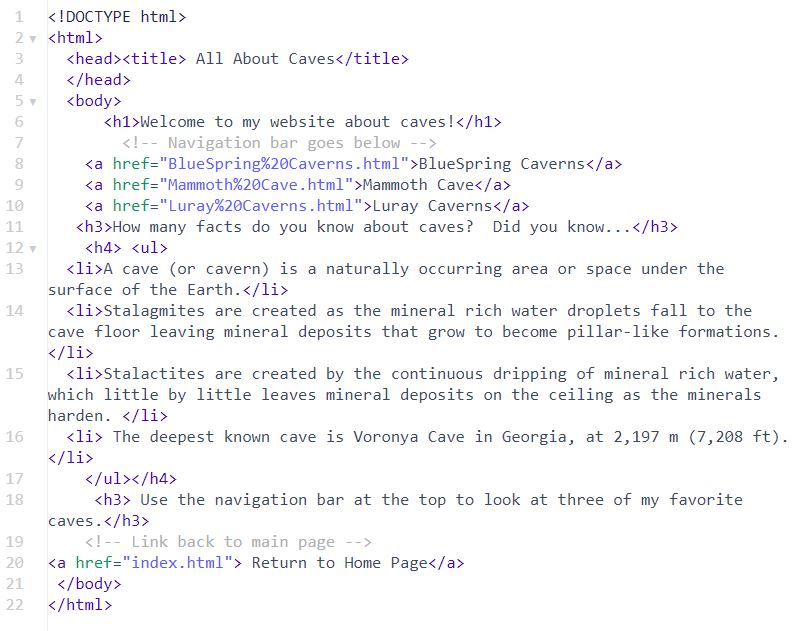 1 <!DOCTYPE html>
2 <html>
3 <head><title> All About Caves</title>
4 </head>
5 <body>
6 <h1>Welcome to my website about caves!</h1>
7 <!-- Navigation bar goes below -->
8 <a href="BlueSpring%20Caverns.html">BlueSpring Caverns</a>
9 <a href="Mammoth%20Cave.html">Mammoth Cave</a>
10 <a href="Luray%20Caverns.html">Luray Caverns</a>
11 <h3>How many facts do you know about caves?  Did you know...</h3>
12 <h4> <ul>
13 <li>A cave (or cavern) is a naturally occurring area or space under the
surface of the Earth.</li>
14 <li>Stalagmites are created as the mineral rich water droplets fall to the
cave floor leaving mineral deposits that grow to become pillar-like formations.
</li>
15 <li>Stalactites are created by the continuous dripping of mineral rich water,
which little by little leaves mineral deposits on the ceiling as the minerals
harden. </li>
16 <li> The deepest known cave is Voronya Cave in Georgia, at 2,197 m (7,208 ft).
</li>
17 </ul></h4>
18 <h3> Use the navigation bar at the top to look at three of my favorite
caves.</h3>
19 <!-- Link back to main page -->
20 <a href="index.html"> Return to Home Page</a>
21 </body>
22 </html>